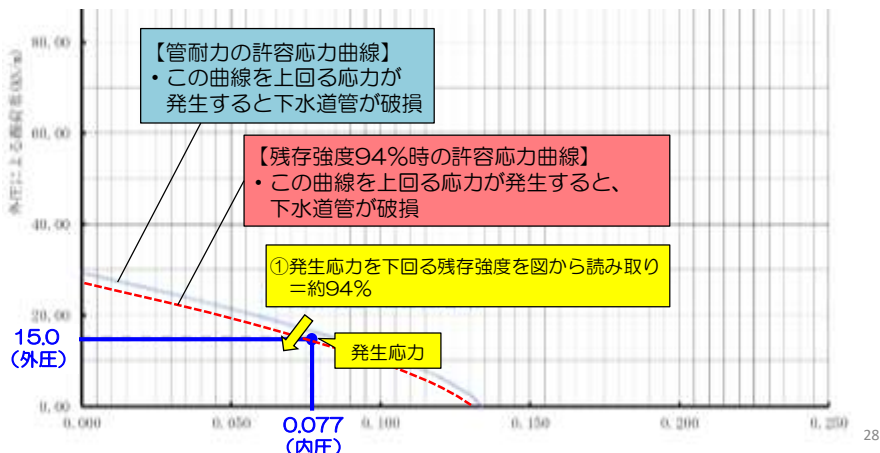 80.00
60.00
40.00
20.00
0.00
外圧による
【管耐力の許容応力曲線】
・この曲線を上回る応力が
発生すると下水道管が破損
【残存強度94%時の許容応力曲線】
・この曲線を上回る応力が発生すると、
下水道管が破損
①発生応力を下回る残存強度を図から読み取り
＝約94%
発生応力
15.0
（外圧）
0.077
（内圧）
0.000
0.050
0.100
0.150
0.200
0.250
28